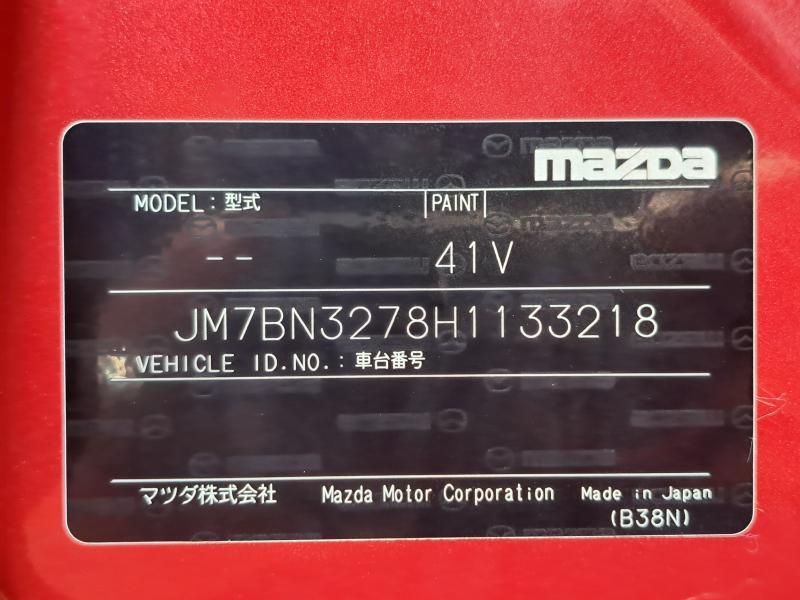 mazda
MODEL : 型式 PAINT
-- 41V
JM7BN3278H1133218
VEHICLE ID.NO. : 車台番号
マツダ株式会社 Mazda Motor Corporation Made in Japan
(B38N)